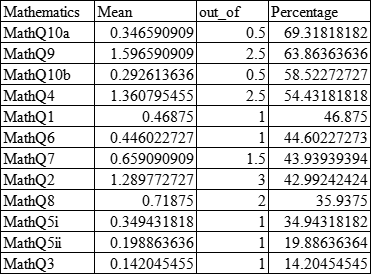 Mathematics Mean out_of Percentage
MathQ10a 0.346590909 0.5 69.31818182
MathQ9 1.596590909 2.5 63.86363636
MathQ10b 0.292613636 0.5 58.52272727
MathQ4 1.360795455 2.5 54.43181818
MathQ1 0.46875 1 46.875
MathQ6 0.446022727 1 44.60227273
MathQ7 0.659090909 1.5 43.93939394
MathQ2 1.289772727 3 42.99242424
MathQ8 0.71875 2 35.9375
MathQ5i 0.349431818 1 34.94318182
MathQ5ii 0.198863636 1 19.88636364
MathQ3 0.142045455 1 14.20454545